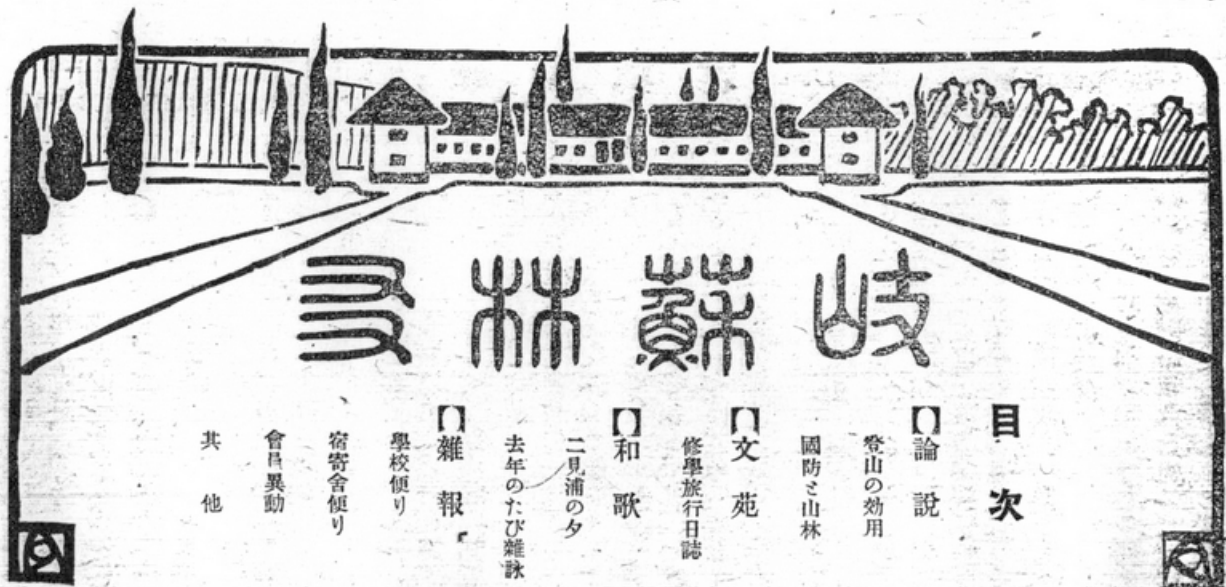 岐蘇林友
目次
論説
登山の効用
國防と山林
文苑
修學旅行日誌
和歌
二見浦の夕
去年のたび雜詠
雜報
學校便り
宿寄舍便り
會員異動
其他